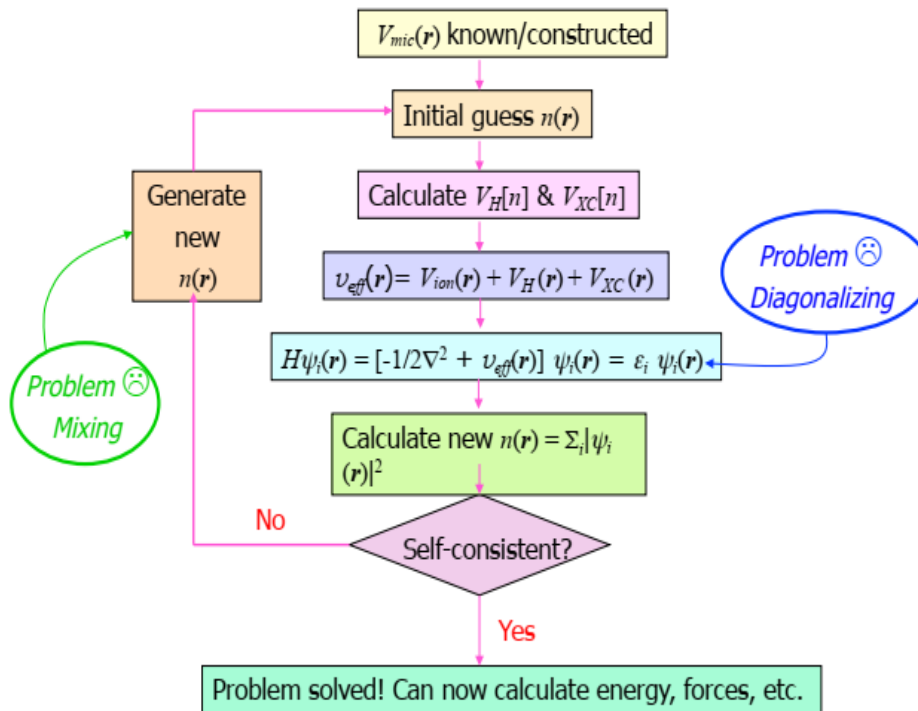 V_mic(r) known/constructed
Initial guess n(r)
Generate
new
n(r)
Calculate V_H[n] & V_XC[n]
υ_eff(r)= V_ion(r) + V_H(r) + V_XC(r)
Problem ☹
Diagonalizing
Hψ_i(r) = [-1/2∇² + υ_eff(r)] ψ_i(r) = ε_i ψ_i(r)
Problem ☹
Mixing
Calculate new n(r) = Σ_i|ψ_i
(r)|²
No
Self-consistent?
Yes
Problem solved! Can now calculate energy, forces, etc.